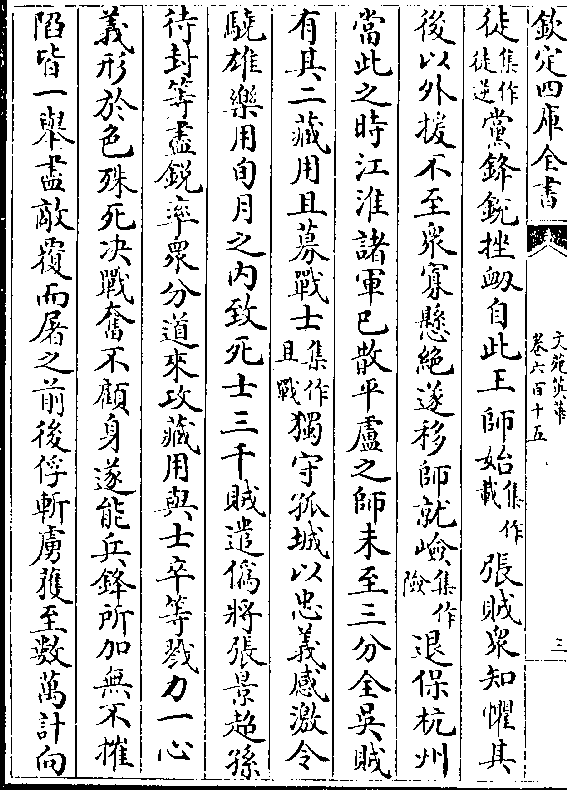 欽定四庫全書
文苑英華
卷六百十五
三
徒集作徒逆黨鋒銳挫衂自此王師始集作載張賊衆知懼其
後以外援不至衆寡懸絶遂移師就嶮集作險退保杭州
當此之時江淮諸軍已散平盧之師未至三分全吳賊
有其二藏用且募戰士集作且戰獨守孤城以忠義感激令
驍雄樂用旬月之内致死士三千賊遣僞將張景超孫
待封等盡銳率衆分道來攻藏用與士卒等戮力一心
義形於色殊死决戰奮不顧身遂能兵鋒所加無不摧
陷皆一舉盡敵覆而屠之前後俘斬虜獲至數萬計向